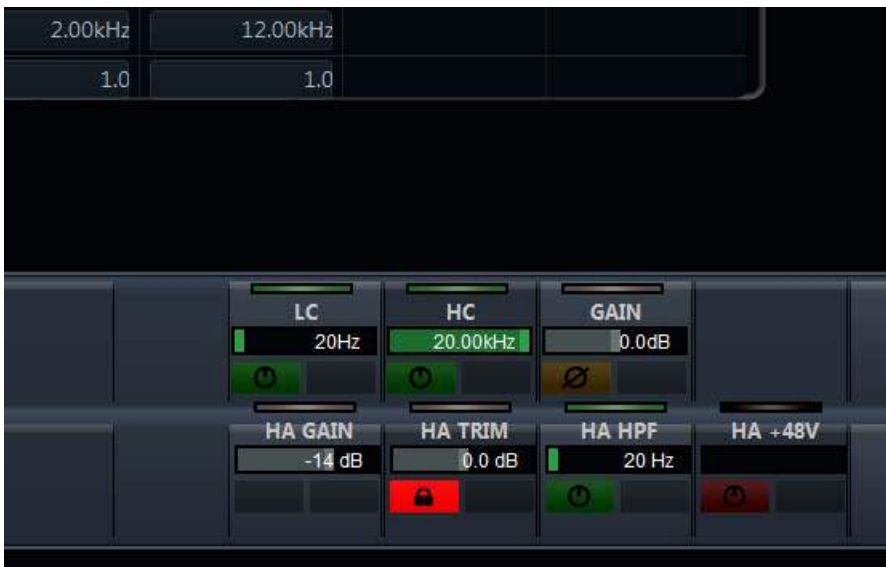 2.00kHz 12.00kHz
1.0 1.0
LC HC GAIN
20Hz 20.00kHz 0.0dB
HA GAIN HA TRIM HA HPF HA +48V
-14 dB 0.0 dB 20 Hz